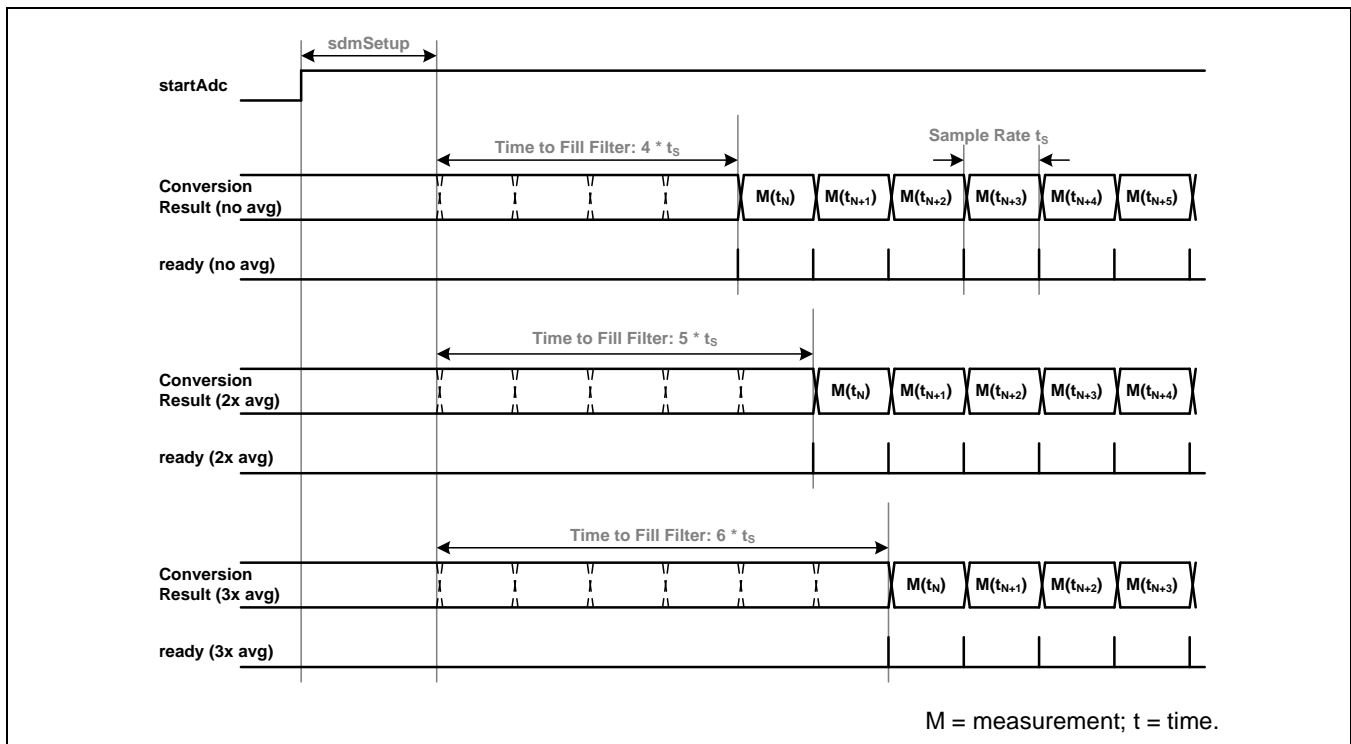 sdmSetup
startAdc
Time to Fill Filter: 4 * tS
Sample Rate tS
Conversion
Result (no avg)
M(tN) M(tN+1) M(tN+2) M(tN+3) M(tN+4) M(tN+5)
ready (no avg)
Time to Fill Filter: 5 * tS
Conversion
Result (2x avg)
M(tN) M(tN+1) M(tN+2) M(tN+3) M(tN+4)
ready (2x avg)
Time to Fill Filter: 6 * tS
Conversion
Result (3x avg)
M(tN) M(tN+1) M(tN+2) M(tN+3)
ready (3x avg)
M = measurement; t = time.